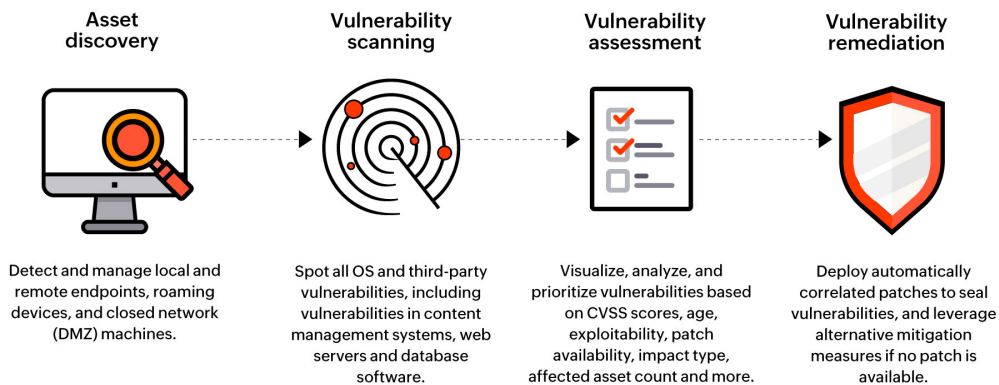 Asset
discovery
Vulnerability
scanning
Vulnerability
assessment
Vulnerability
remediation
Detect and manage local and
remote endpoints, roaming
devices, and closed network
(DMZ) machines.
Spot all OS and third-party
vulnerabilities, including
vulnerabilities in content
management systems, web
servers and database
software.
Visualize, analyze, and
prioritize vulnerabilities based
on CVSS scores, age,
exploitability, patch
availability, impact type,
affected asset count and more.
Deploy automatically
correlated patches to seal
vulnerabilities, and leverage
alternative mitigation
measures if no patch is
available.